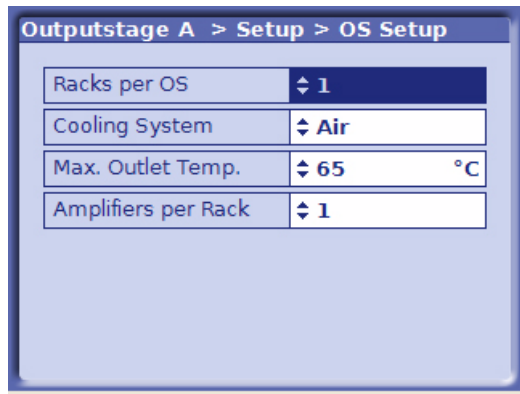 Outputstage A > Setup > OS Setup
Racks per OS 1
Cooling System Air
Max. Outlet Temp. 65 °C
Amplifiers per Rack 1